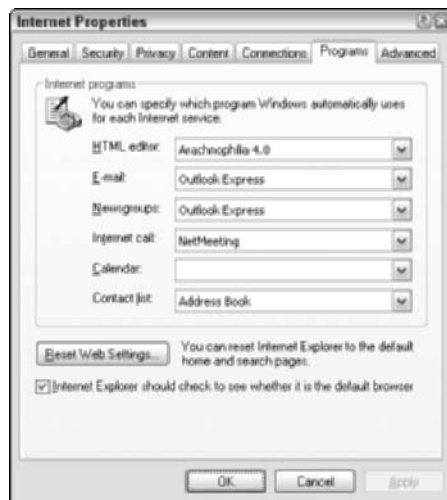 Internet Properties
General Security Privacy Content Connections Programs Advanced
Internet programs
You can specify which program Windows automatically uses
for each Internet service.
HTML editor: Arachnophilia 4.0
E-mail: Outlook Express
Newsgroups: Outlook Express
Internet call: NetMeeting
Calendar:
Contact list: Address Book
Reset Web Settings... You can reset Internet Explorer to the default
home and search pages.
Internet Explorer should check to see whether it is the default browser
OK Cancel Apply